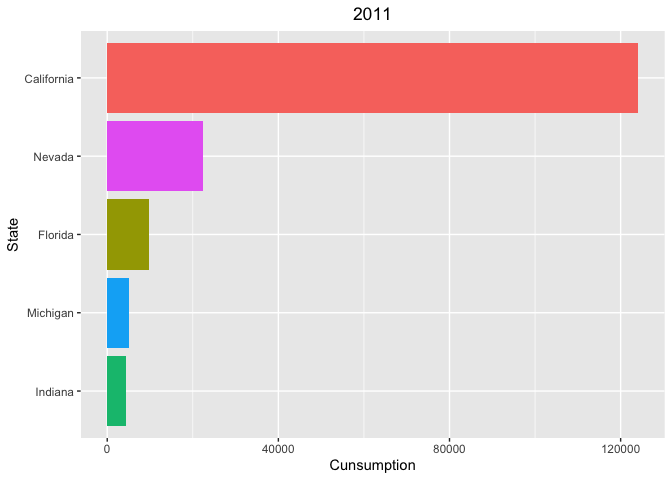 2011
California
Nevada
Florida
Michigan
Indiana
State
0 40000 80000 120000
Cunsumption